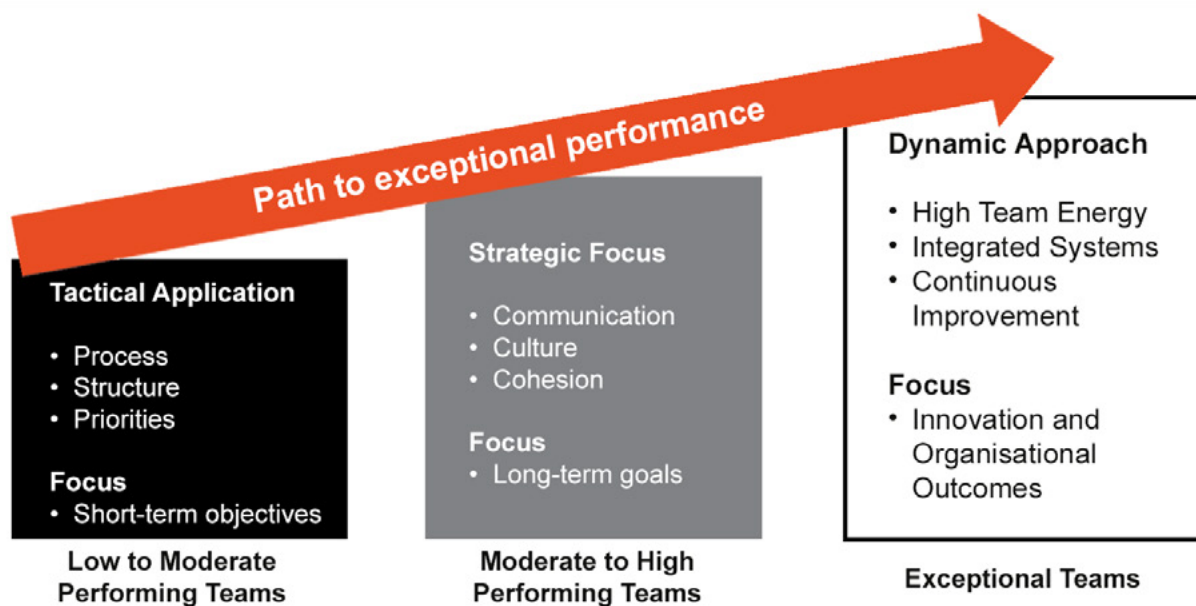 Path to exceptional performance
Tactical Application
• Process
• Structure
• Priorities
Focus
• Short-term objectives
Low to Moderate
Performing Teams
Strategic Focus
• Communication
• Culture
• Cohesion
Focus
• Long-term goals
Moderate to High
Performing Teams
Dynamic Approach
• High Team Energy
• Integrated Systems
• Continuous
Improvement
Focus
• Innovation and
Organisational
Outcomes
Exceptional Teams